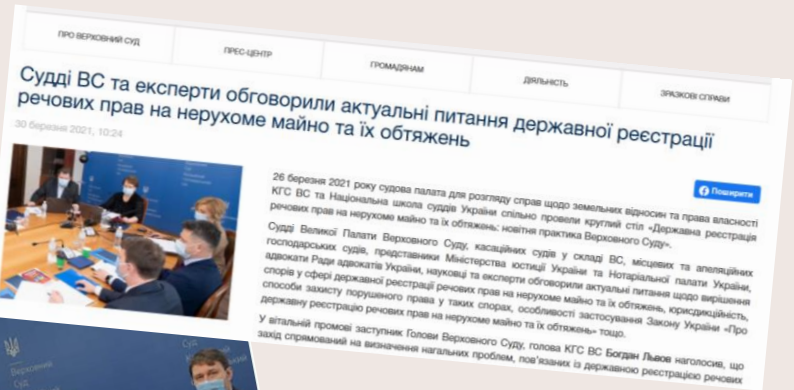 ПРО ВЕРХОВНИЙ СУД ПРЕС-ЦЕНТР ГРОМАДЯНАМ ДІЯЛЬНІСТЬ ЗРАЗКОВІ СПРАВИ
Судді ВС та експерти обговорили актуальні питання державної реєстрації
речових прав на нерухоме майно та їх обтяжень
30 березня 2021, 10:24
Поширити
26 березня 2021 року судова палата для розгляду справ щодо земельних відносин та права власності
КГС ВС та Національна школа суддів України спільно провели круглий стіл «Державна реєстрація
речових прав на нерухоме майно та їх обтяжень: новітня практика Верховного Суду».
Судді Великої Палати Верховного Суду, касаційних судів у складі ВС, місцевих та апеляційних
господарських судів, представники Міністерства юстиції України та Нотаріальної палати України,
адвокати Ради адвокатів України, науковці та експерти обговорили актуальні питання щодо вирішення
спорів у сфері державної реєстрації речових прав на нерухоме майно та їх обтяжень, юрисдикційність,
способи захисту порушеного права у таких спорах, особливості застосування Закону України «Про
державну реєстрацію речових прав на нерухоме майно та їх обтяжень» тощо.
У вітальній промові заступник Голови Верховного Суду, голова КГС ВС Богдан Львов наголосив, що
захід спрямований на визначення нагальних проблем, пов'язаних із державною реєстрацією речових
Верховний
Суд